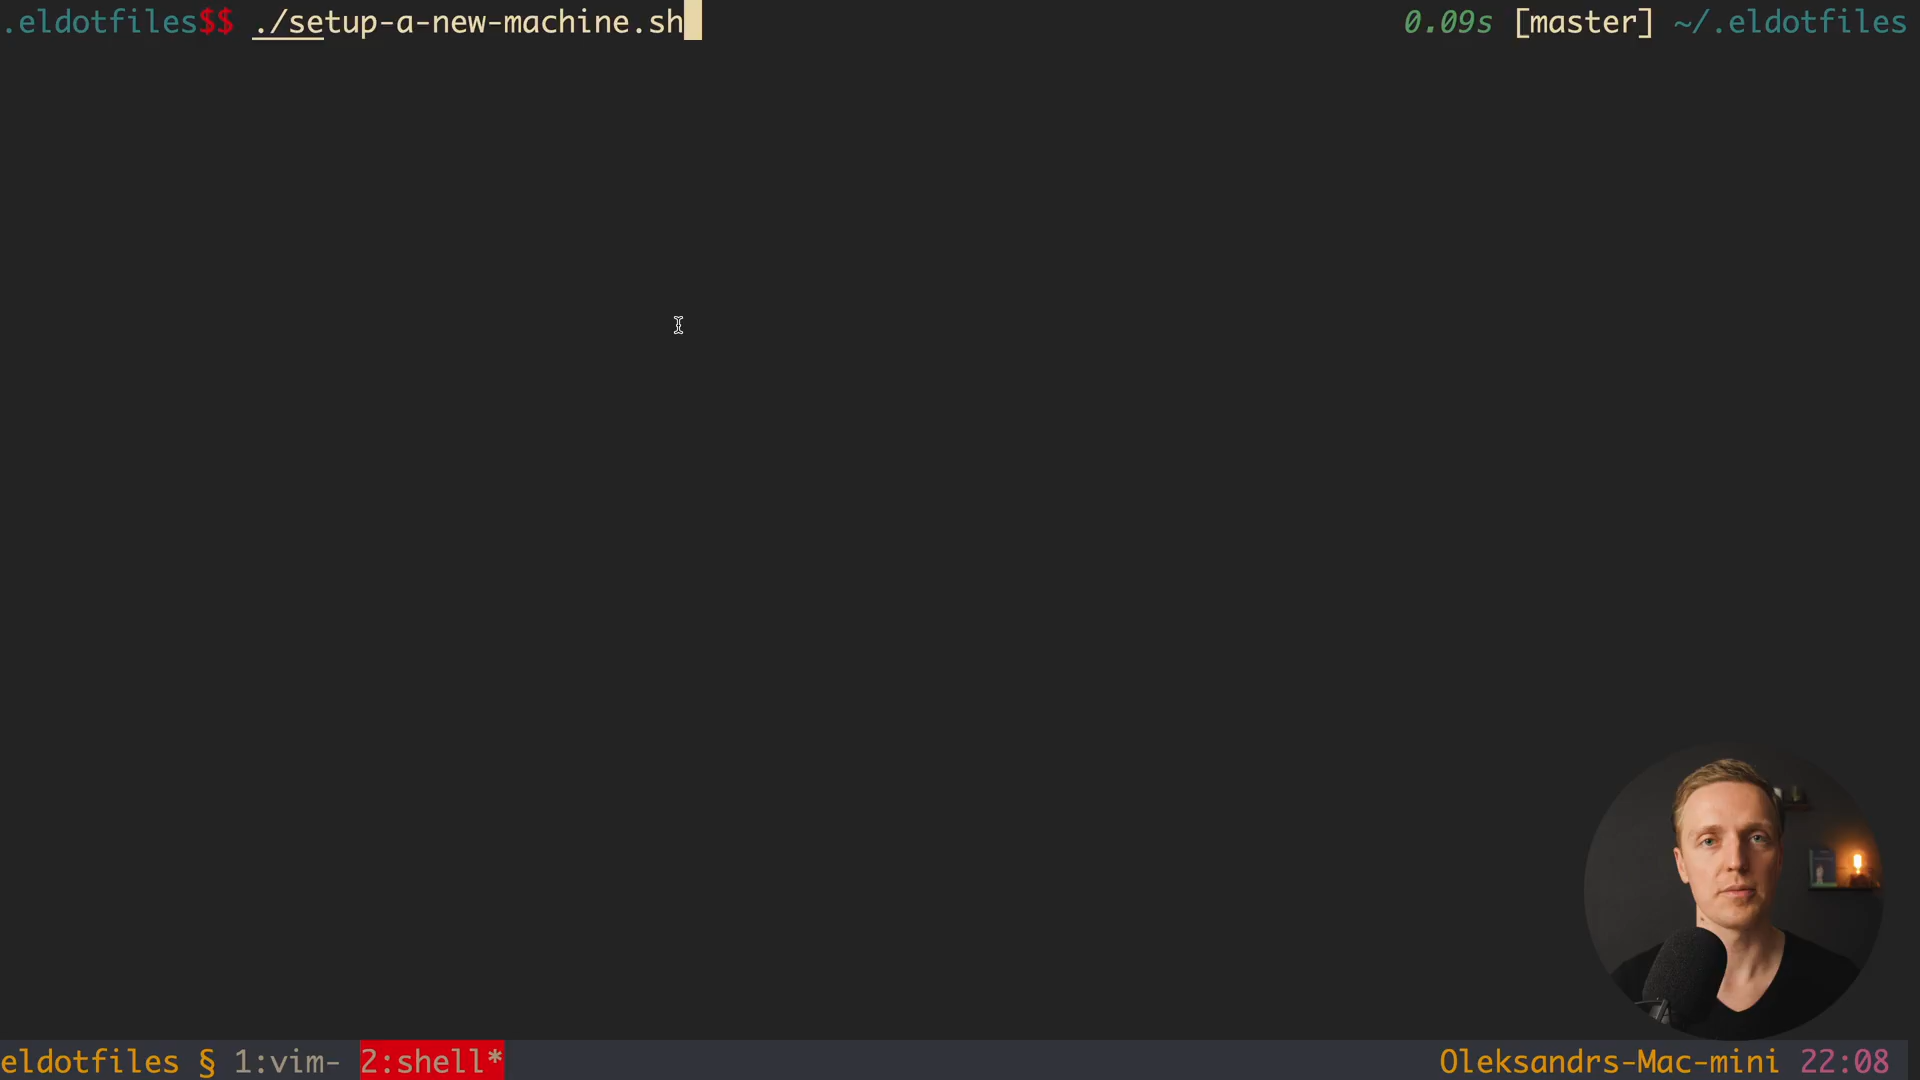 .eldotfiles$$ ./setup-a-new-machine.sh 0.09s [master] ~/.eldotfiles
eldotfiles § 1:vim- 2:shell* Oleksandrs-Mac-mini 22:08